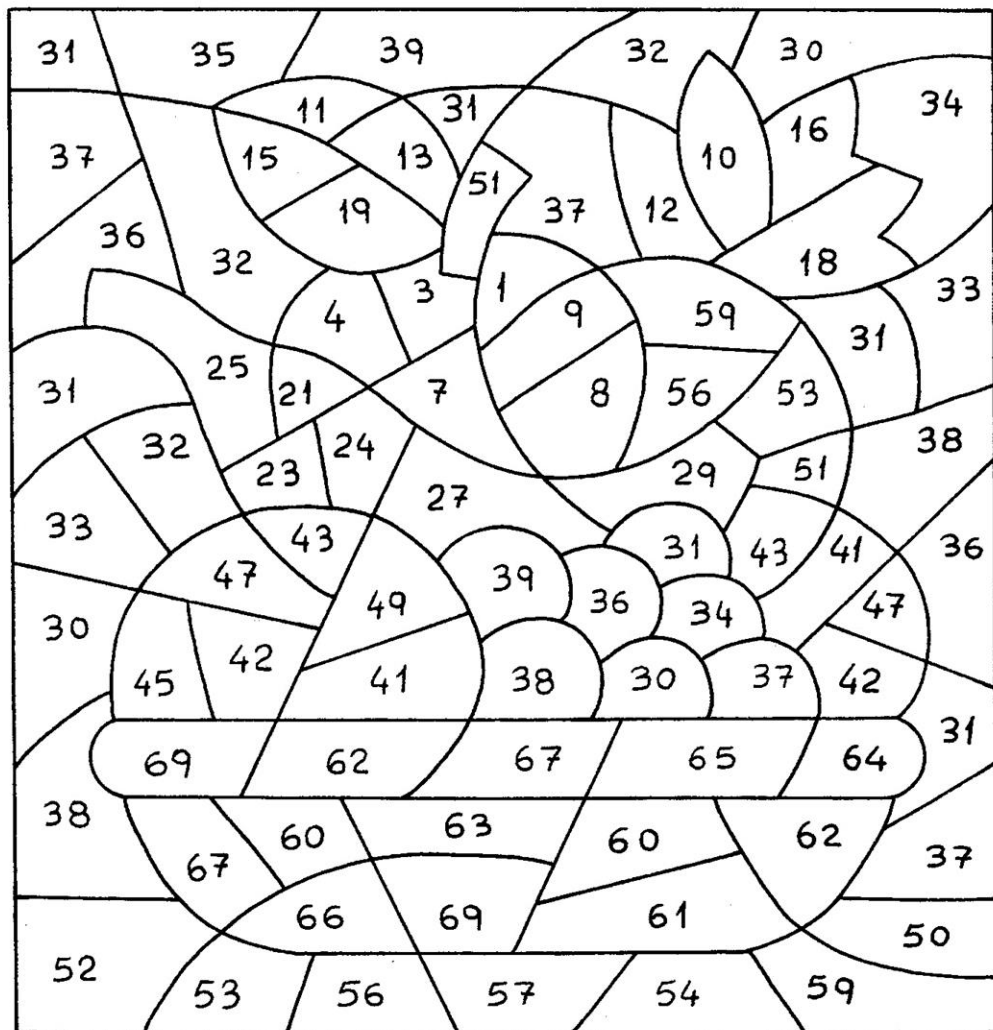 31 35 39 32 30
11 31 16 34
37 15 13 51 10
19 37 12
36 32 18 33
4 3 1 9 59 31
31 25 21 7 8 56 53
32 23 24 29 51 38
33 27
43 31 43 41 36
47 39 36 34 47
49
30 42 41 38 30 37 42
45
69 62 67 65 64 31
38 60 63 60 62
67 37
66 69 61 50
52 53 56 57 54 59